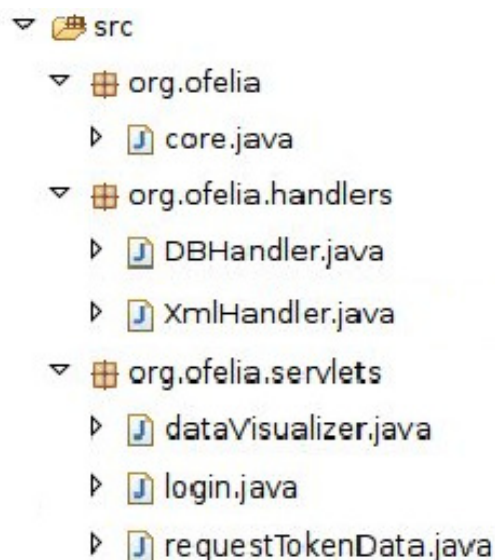 src
org.ofelia
core.java
org.ofelia.handlers
DBHandler.java
XmlHandler.java
org.ofelia.servlets
dataVisualizer.java
login.java
requestTokenData.java